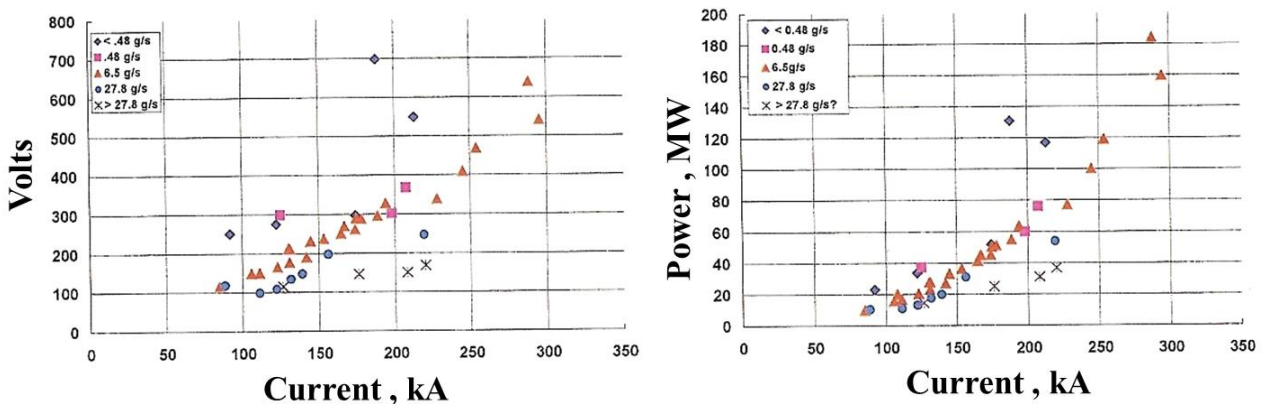 800
700
600
500
400
300
200
100
0
Volts
< .48 g/s
.48 g/s
6.5 g/s
27.8 g/s
> 27.8 g/s
0 50 100 150 200 250 300 350
Current , kA
200
180
160
140
120
100
80
60
40
20
0
Power , MW
< 0.48 g/s
0.48 g/s
6.5g/s
27.8 g/s
> 27.8 g/s?
0 50 100 150 200 250 300 350
Current , kA